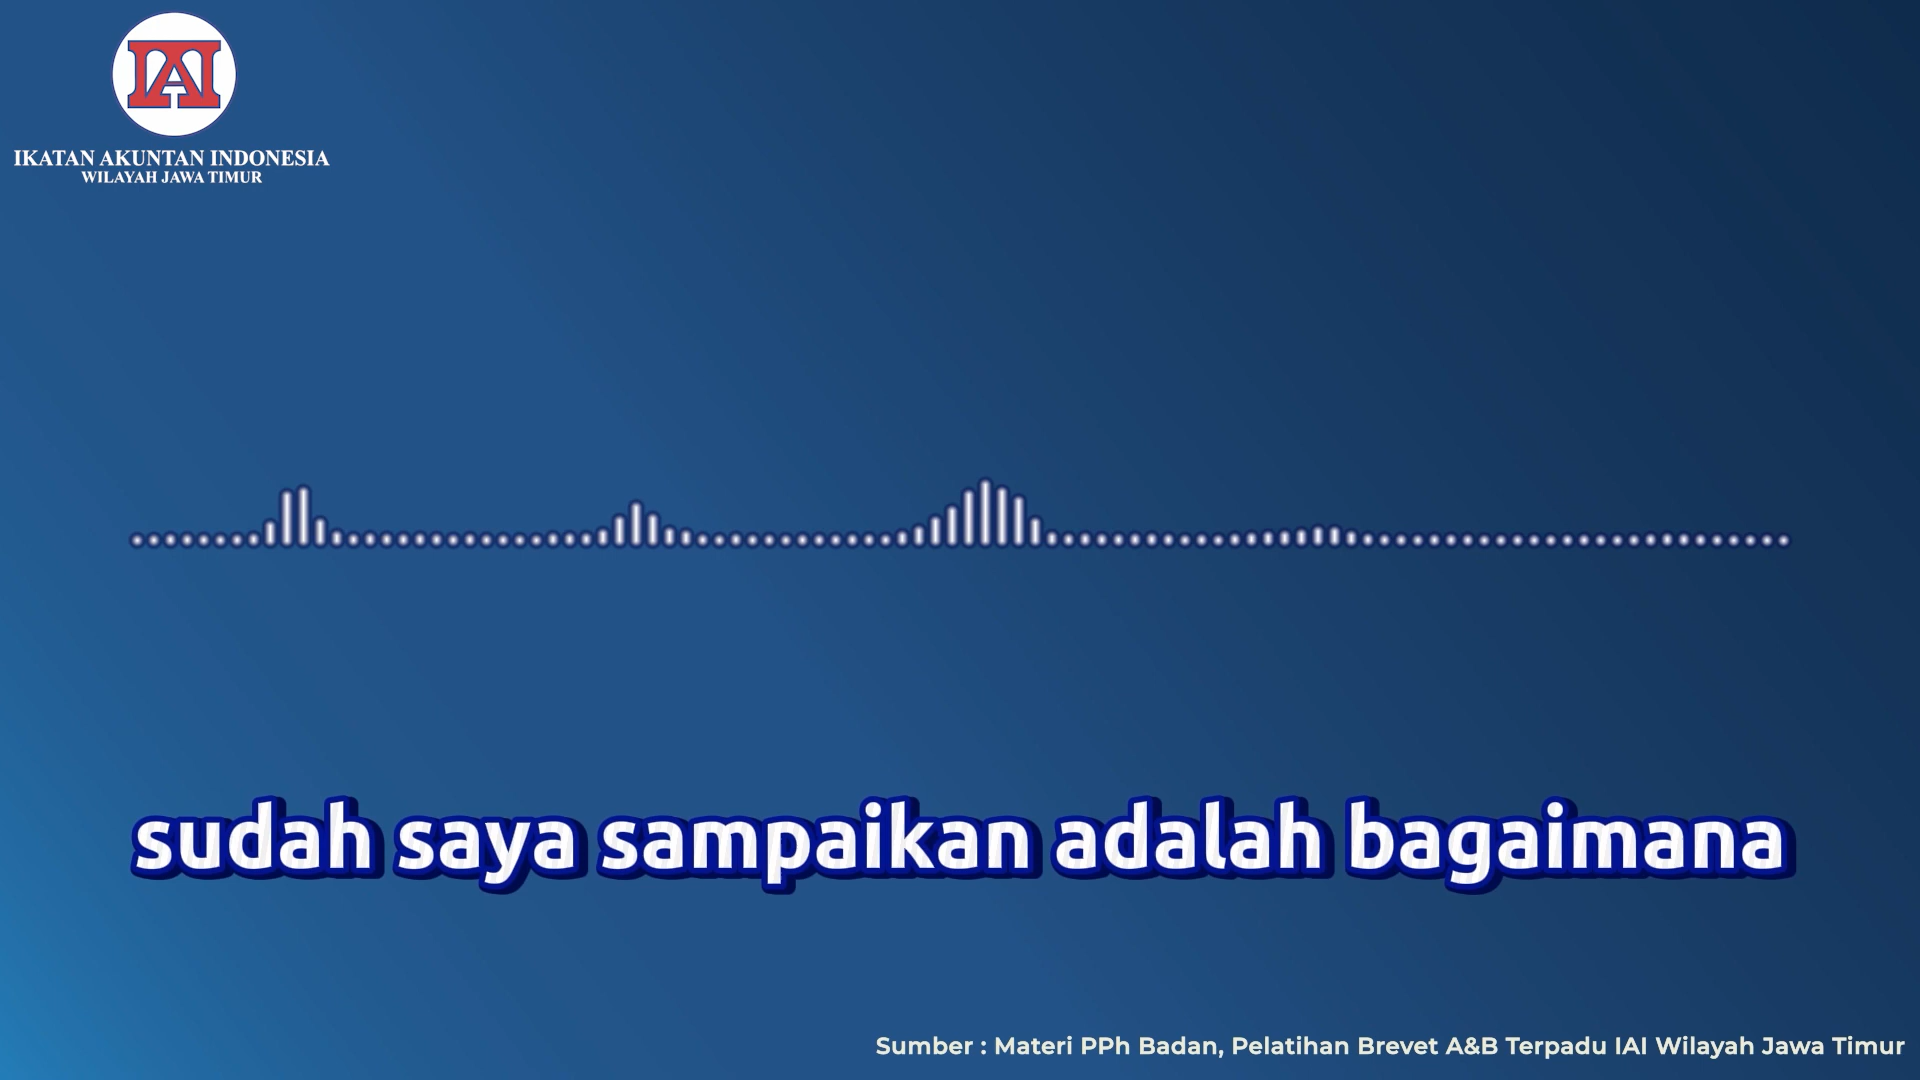 IAI
IKATAN AKUNTAN INDONESIA
WILAYAH JAWA TIMUR
sudah saya sampaikan adalah bagaimana
Sumber : Materi PPh Badan, Pelatihan Brevet A&B Terpadu IAI Wilayah Jawa Timur